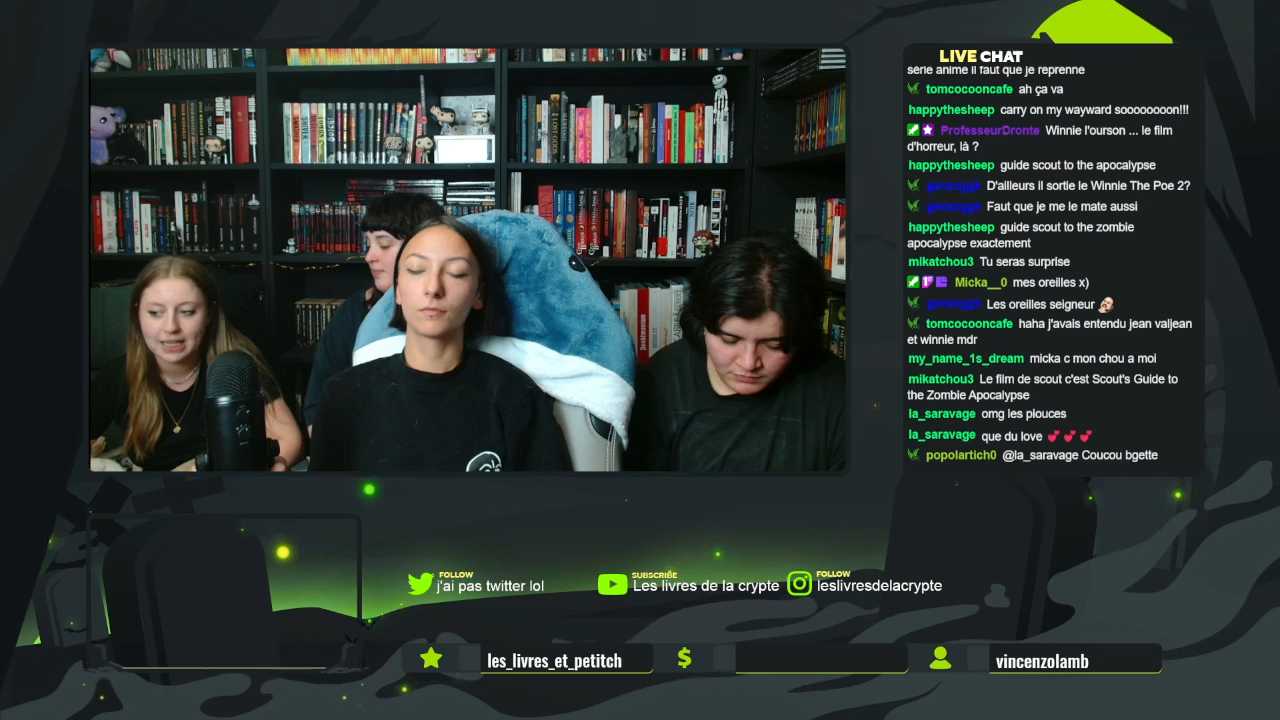 LIVE CHAT
série anime il faut que je reprenne
tomcocooncafe ah ça va
happythesheep carry on my wayward soooooooon!!!
ProfesseurDronte Winnie l'ourson ... le film
d'horreur, là ?
happythesheep guide scout to the apocalypse
D'ailleurs il sortie le Winnie The Poe 2?
Faut que je me le mate aussi
happythesheep guide scout to the zombie
apocalypse exactement
mikatchou3 Tu seras surprise
Micka__0 mes oreilles x)
Les oreilles seigneur
tomcocooncafe haha j'avais entendu jean valjean
et winnie mdr
my_name_1s_dream micka c mon chou a moi
mikatchou3 Le film de scout c'est Scout's Guide to
the Zombie Apocalypse
la_saravage omg les plouces
la_saravage que du love 💕 💕 💕
popolartich0 @la_saravage Coucou bgette
FOLLOW
j'ai pas twitter lol
SUBSCRIBE
Les livres de la crypte
FOLLOW
leslivresdelacrypte
les_livres_et_petitch
$
vincenzolamb